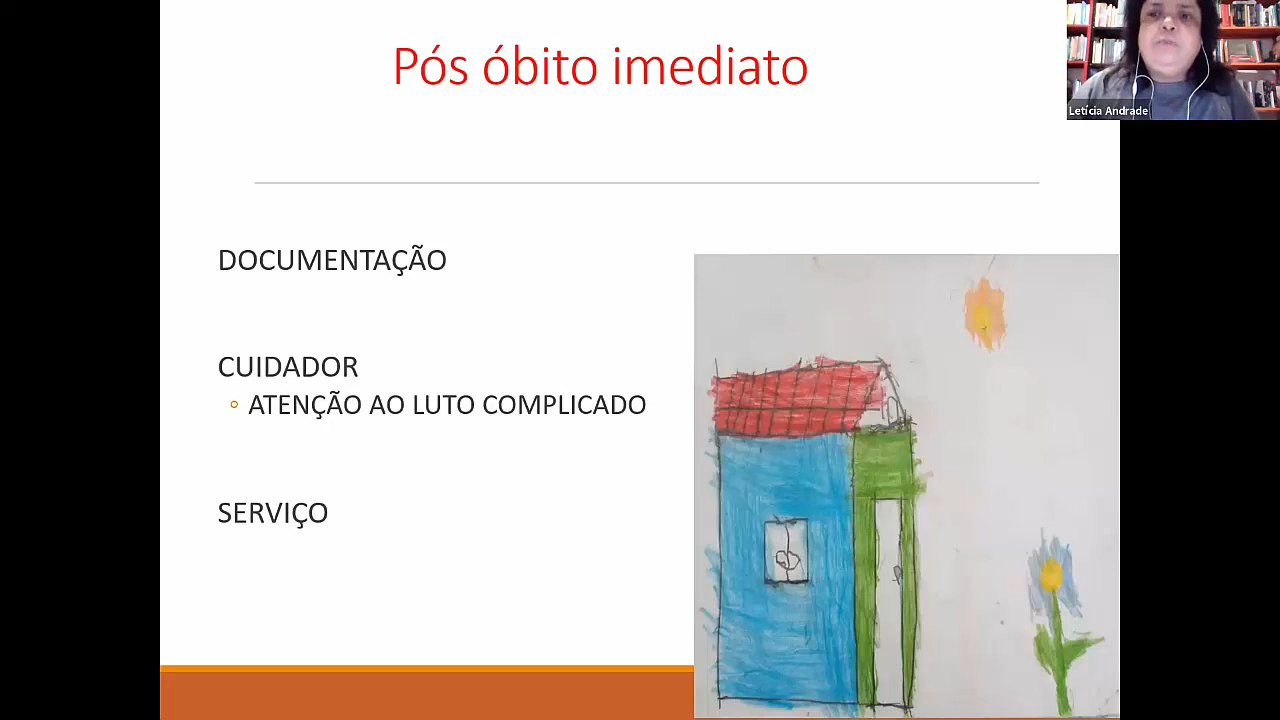 Pós óbito imediato
Letícia Andrade
DOCUMENTAÇÃO
CUIDADOR
ATENÇÃO AO LUTO COMPLICADO
SERVIÇO